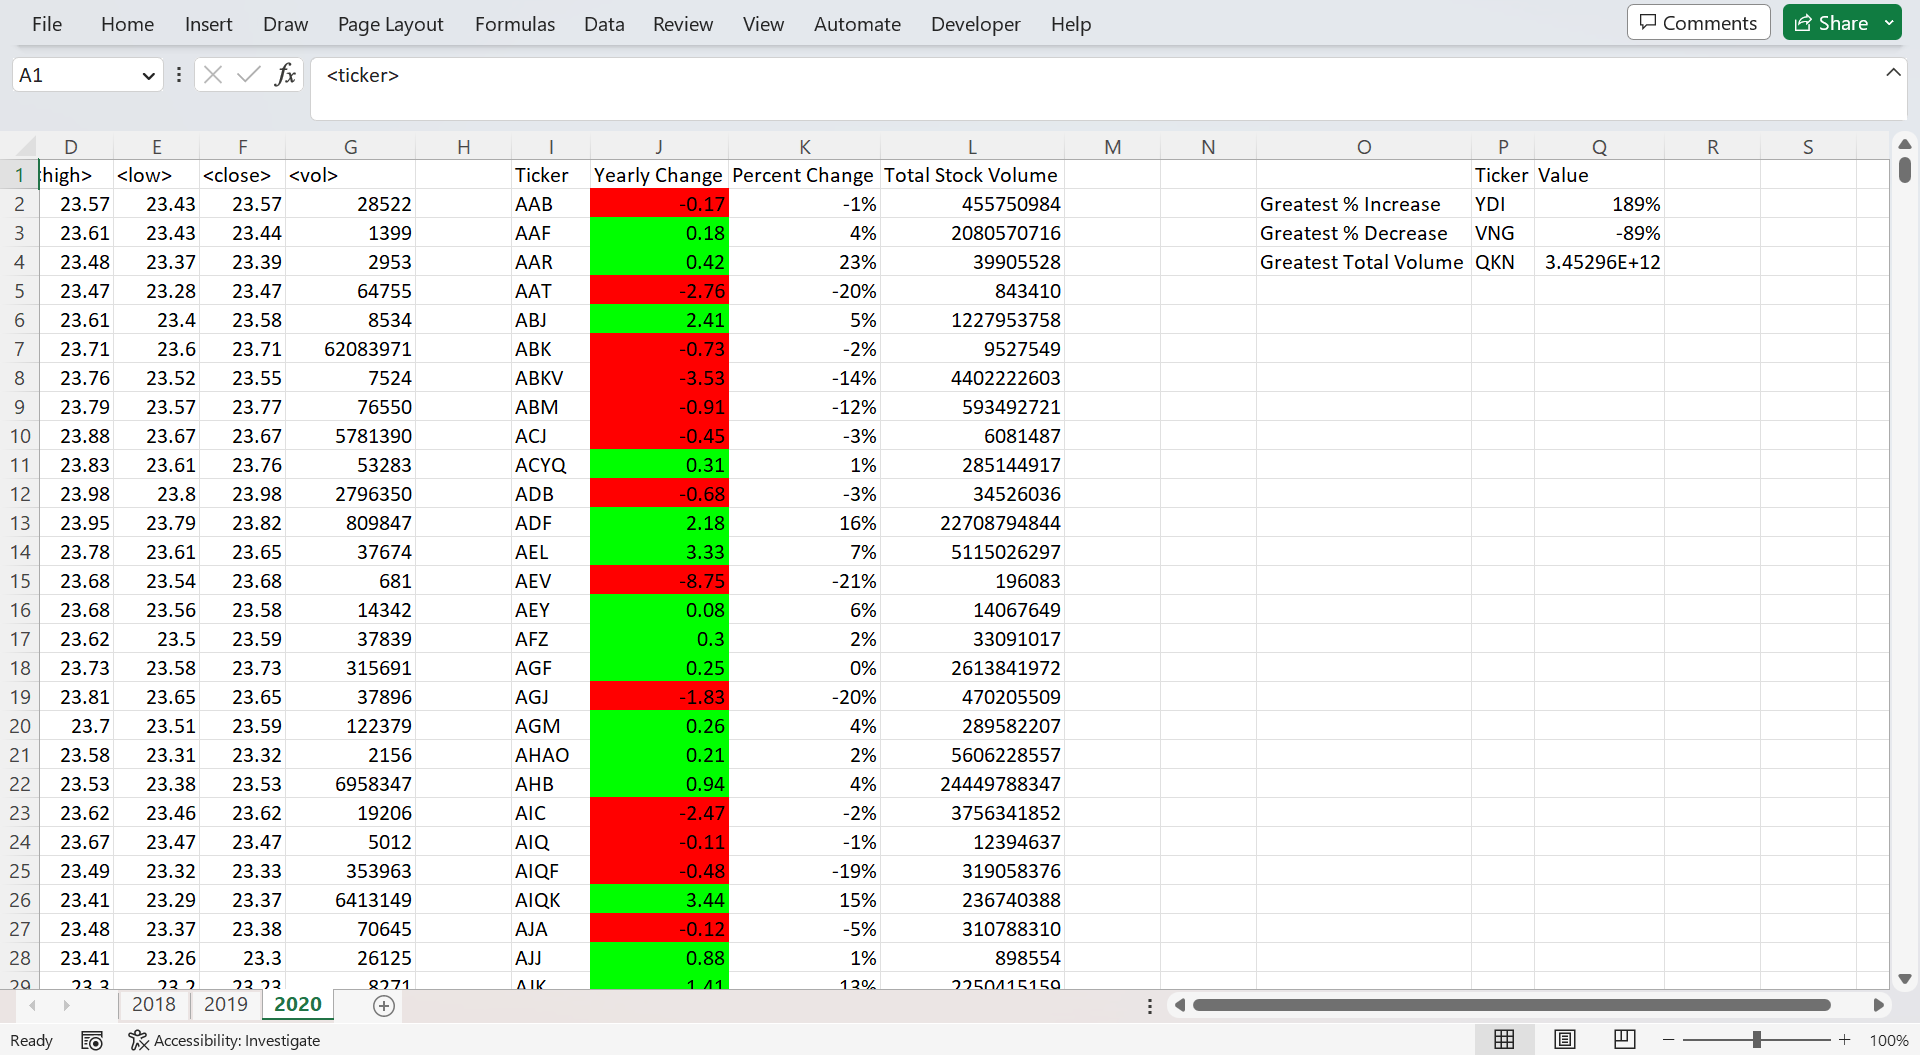 File Home Insert Draw Page Layout Formulas Data Review View Automate Developer Help Comments Share
A1 fx <ticker>
D E F G H I J K L M N O P Q R S
1 high> <low> <close> <vol> Ticker Yearly Change Percent Change Total Stock Volume Ticker Value
2 23.57 23.43 23.57 28522 AAB -0.17 -1% 455750984 Greatest % Increase YDI 189%
3 23.61 23.43 23.44 1399 AAF 0.18 4% 2080570716 Greatest % Decrease VNG -89%
4 23.48 23.37 23.39 2953 AAR 0.42 23% 39905528 Greatest Total Volume QKN 3.45296E+12
5 23.47 23.28 23.47 64755 AAT -2.76 -20% 843410
6 23.61 23.4 23.58 8534 ABJ 2.41 5% 1227953758
7 23.71 23.6 23.71 62083971 ABK -0.73 -2% 9527549
8 23.76 23.52 23.55 7524 ABKV -3.53 -14% 4402222603
9 23.79 23.57 23.77 76550 ABM -0.91 -12% 593492721
10 23.88 23.67 23.67 5781390 ACJ -0.45 -3% 6081487
11 23.83 23.61 23.76 53283 ACYQ 0.31 1% 285144917
12 23.98 23.8 23.98 2796350 ADB -0.68 -3% 34526036
13 23.95 23.79 23.82 809847 ADF 2.18 16% 22708794844
14 23.78 23.61 23.65 37674 AEL 3.33 7% 5115026297
15 23.68 23.54 23.68 681 AEV -8.75 -21% 196083
16 23.68 23.56 23.58 14342 AEY 0.08 6% 14067649
17 23.62 23.5 23.59 37839 AFZ 0.3 2% 33091017
18 23.73 23.58 23.73 315691 AGF 0.25 0% 2613841972
19 23.81 23.65 23.65 37896 AGJ -1.83 -20% 470205509
20 23.7 23.51 23.59 122379 AGM 0.26 4% 289582207
21 23.58 23.31 23.32 2156 AHAO 0.21 2% 5606228557
22 23.53 23.38 23.53 6958347 AHB 0.94 4% 24449788347
23 23.62 23.46 23.62 19206 AIC -2.47 -2% 3756341852
24 23.67 23.47 23.47 5012 AIQ -0.11 -1% 12394637
25 23.49 23.32 23.33 353963 AIQF -0.48 -19% 319058376
26 23.41 23.29 23.37 6413149 AIQK 3.44 15% 236740388
27 23.48 23.37 23.38 70645 AJA -0.12 -5% 310788310
28 23.41 23.26 23.3 26125 AJJ 0.88 1% 898554
29 23.3 23.2 23.23 8271 AJK 1.41 13% 2250415159
2018 2019 2020
Ready Accessibility: Investigate 100%